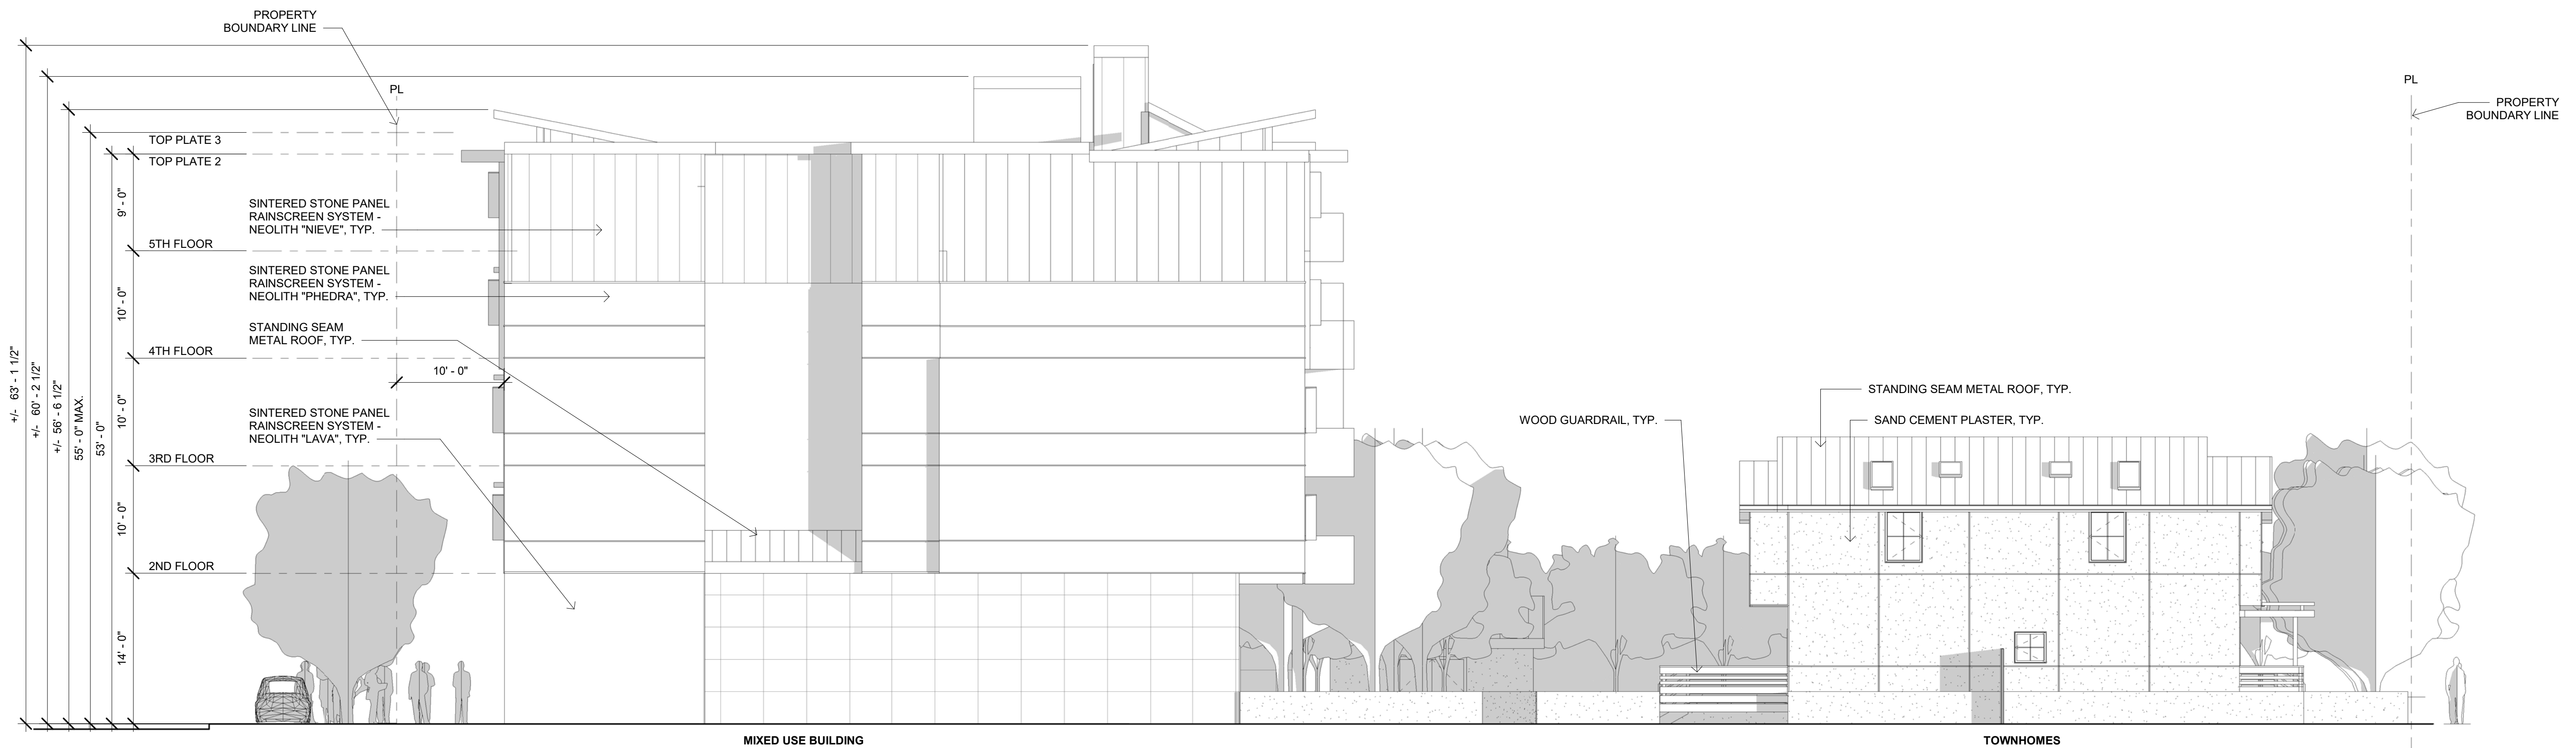 PROPERTY
BOUNDARY LINE
PL
PL
PROPERTY
BOUNDARY LINE
TOP PLATE 3
TOP PLATE 2
9' - 0"
SINTERED STONE PANEL
RAINSCREEN SYSTEM -
NEOLITH "NIEVE", TYP.
5TH FLOOR
SINTERED STONE PANEL
RAINSCREEN SYSTEM -
NEOLITH "PHEDRA", TYP.
10' - 0"
STANDING SEAM
METAL ROOF, TYP.
4TH FLOOR
10' - 0"
+/- 63' - 1 1/2"
+/- 60' - 2 1/2"
+/- 56' - 6 1/2"
55' - 0" MAX.
53' - 0"
10' - 0"
SINTERED STONE PANEL
RAINSCREEN SYSTEM -
NEOLITH "LAVA", TYP.
STANDING SEAM METAL ROOF, TYP.
WOOD GUARDRAIL, TYP.
SAND CEMENT PLASTER, TYP.
3RD FLOOR
10' - 0"
2ND FLOOR
14' - 0"
MIXED USE BUILDING
TOWNHOMES